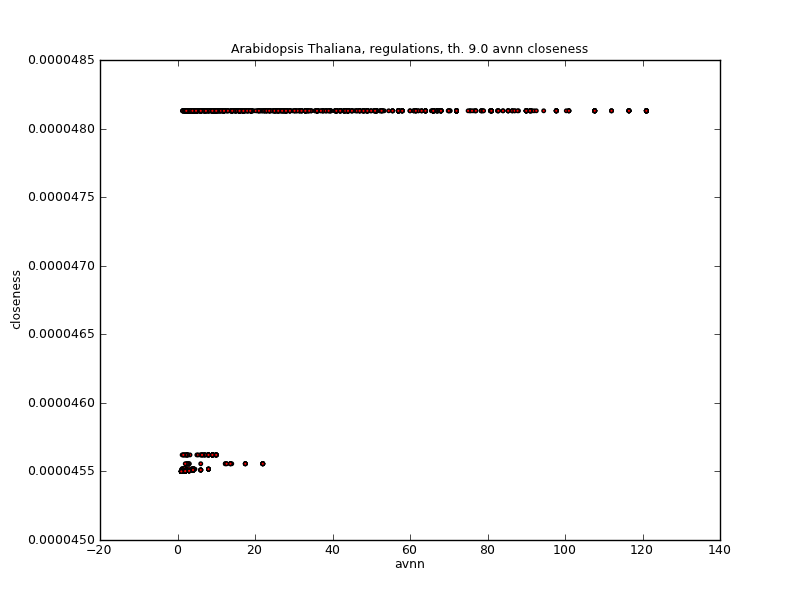 Arabidopsis Thaliana, regulations, th. 9.0 avnn closeness
0.0000485
0.0000480
0.0000475
0.0000470
0.0000465
0.0000460
0.0000455
0.0000450
closeness
−20 0 20 40 60 80 100 120 140
avnn